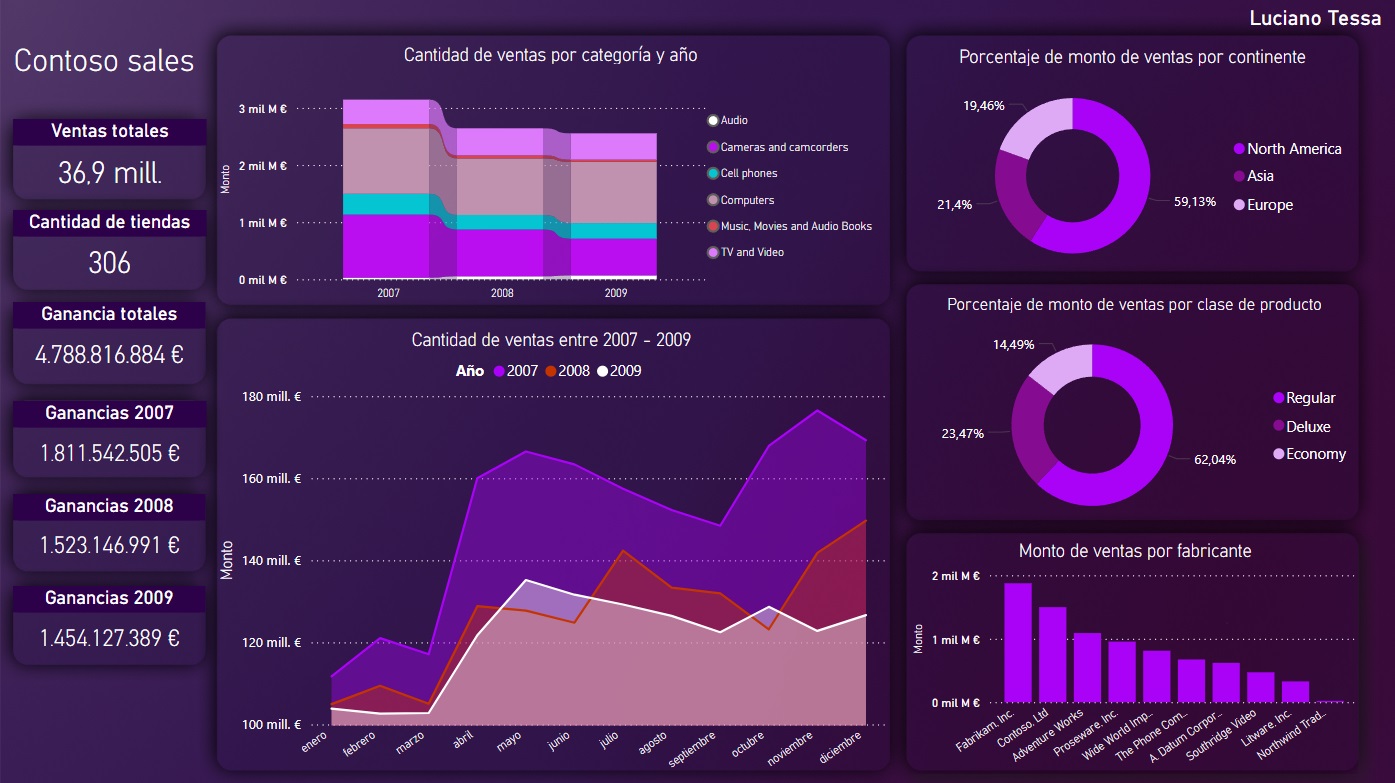 Luciano Tessa
Contoso sales
Ventas totales
36,9 mill.
Cantidad de tiendas
306
Ganancia totales
4.788.816.884 €
Ganancias 2007
1.811.542.505 €
Ganancias 2008
1.523.146.991 €
Ganancias 2009
1.454.127.389 €
Cantidad de ventas por categoría y año
Monto
3 mil M €
2 mil M €
1 mil M €
0 mil M €
2007
2008
2009
Audio
Cameras and camcorders
Cell phones
Computers
Music, Movies and Audio Books
TV and Video
Cantidad de ventas entre 2007 - 2009
Año 2007 2008 2009
Monto
180 mill. €
160 mill. €
140 mill. €
120 mill. €
100 mill. €
enero
febrero
marzo
abril
mayo
junio
julio
agosto
septiembre
octubre
noviembre
diciembre
Porcentaje de monto de ventas por continente
19,46%
21,4%
59,13%
North America
Asia
Europe
Porcentaje de monto de ventas por clase de producto
14,49%
23,47%
62,04%
Regular
Deluxe
Economy
Monto de ventas por fabricante
Monto
2 mil M €
1 mil M €
0 mil M €
Fabrikam, Inc.
Contoso, Ltd
Adventure Works
Proseware, Inc.
Wide World Imp...
The Phone Com...
A. Datum Corpor...
Southridge Video
Litware, Inc.
Northwind Trad...